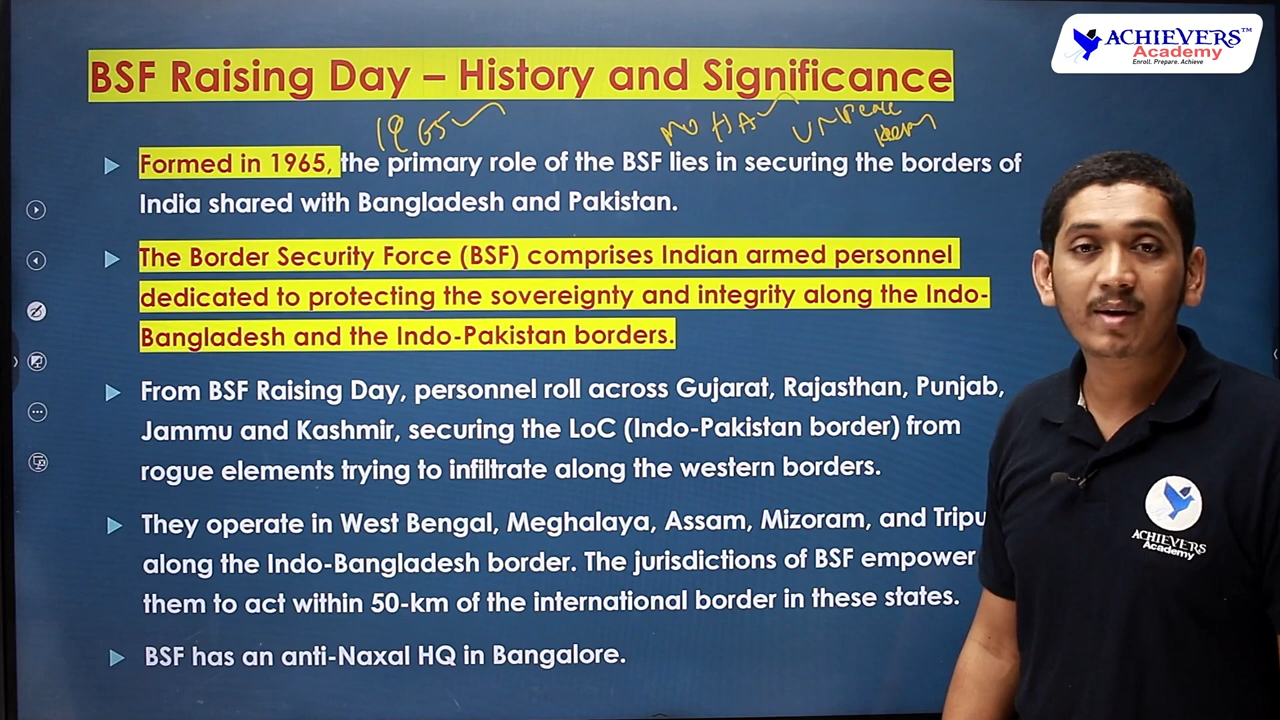 ACHIEVERS™
Academy
Enroll. Prepare. Achieve
BSF Raising Day – History and Significance
1965
MOHA
Formed in 1965, the primary role of the BSF lies in securing the borders of
India shared with Bangladesh and Pakistan.
The Border Security Force (BSF) comprises Indian armed personnel
dedicated to protecting the sovereignty and integrity along the Indo-
Bangladesh and the Indo-Pakistan borders.
From BSF Raising Day, personnel roll across Gujarat, Rajasthan, Punjab,
Jammu and Kashmir, securing the LoC (Indo-Pakistan border) from
rogue elements trying to infiltrate along the western borders.
They operate in West Bengal, Meghalaya, Assam, Mizoram, and Tripu
along the Indo-Bangladesh border. The jurisdictions of BSF empower
them to act within 50-km of the international border in these states.
BSF has an anti-Naxal HQ in Bangalore.
ACHIEVERS
Academy